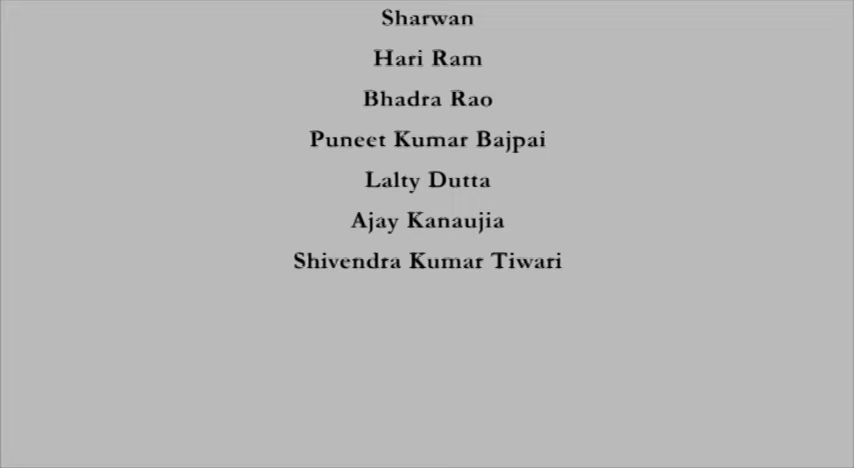 Sharwan
Hari Ram
Bhadra Rao
Puneet Kumar Bajpai
Lalty Dutta
Ajay Kanaujia
Shivendra Kumar Tiwari